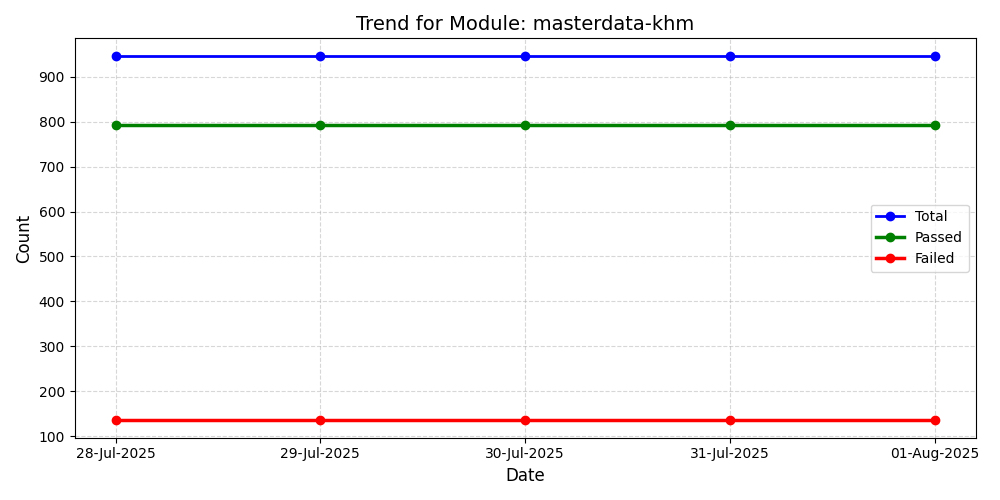 Trend for Module: masterdata-khm
Count
900
800
700
600
500
400
300
200
100
Total
Passed
Failed
28-Jul-2025
29-Jul-2025
30-Jul-2025
31-Jul-2025
01-Aug-2025
Date